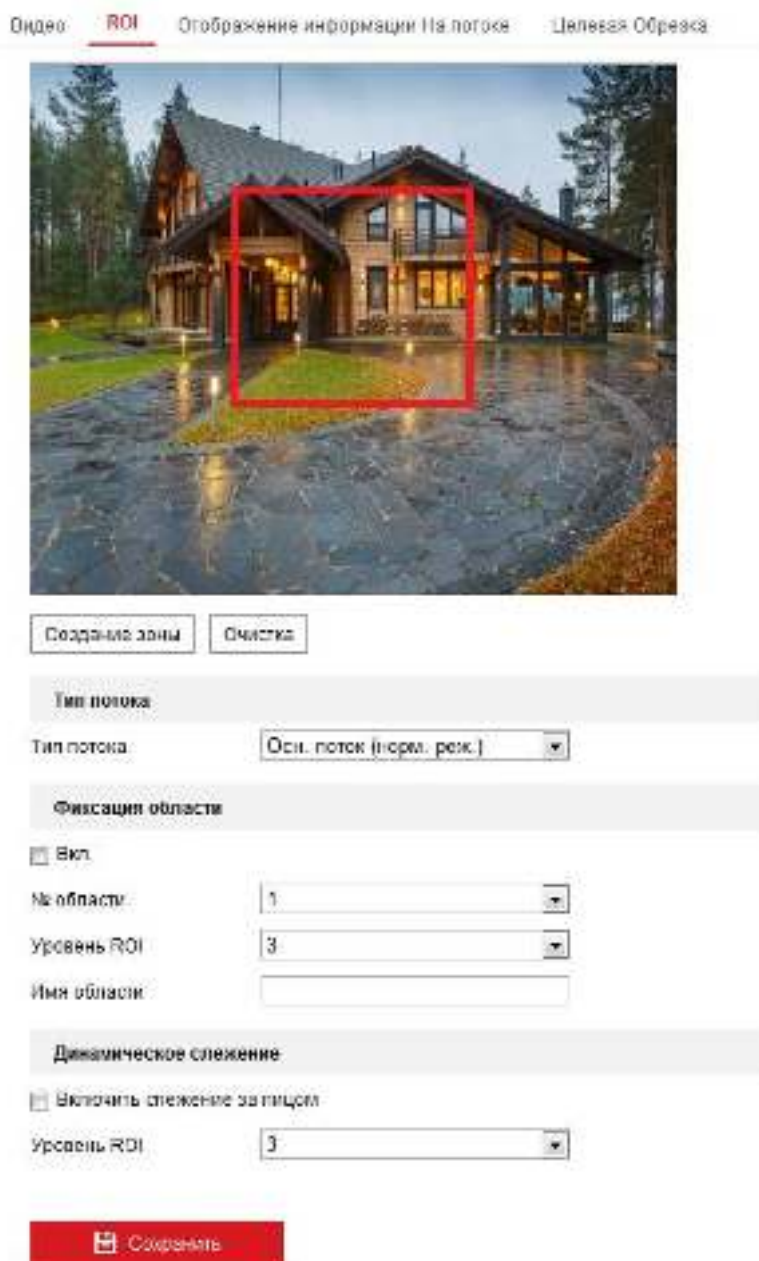 Видео ROI Отображение информации На потоке Целевая Обрезка
Создание зоны Очистка
Тип потока
Тип потока Осн. поток (норм. реж.)
Фиксация области
Вкл.
№ области. 1
Уровень ROI 3
Имя области
Динамическое слежение
Включить слежение за лицом
Уровень ROI 3
Сохранить